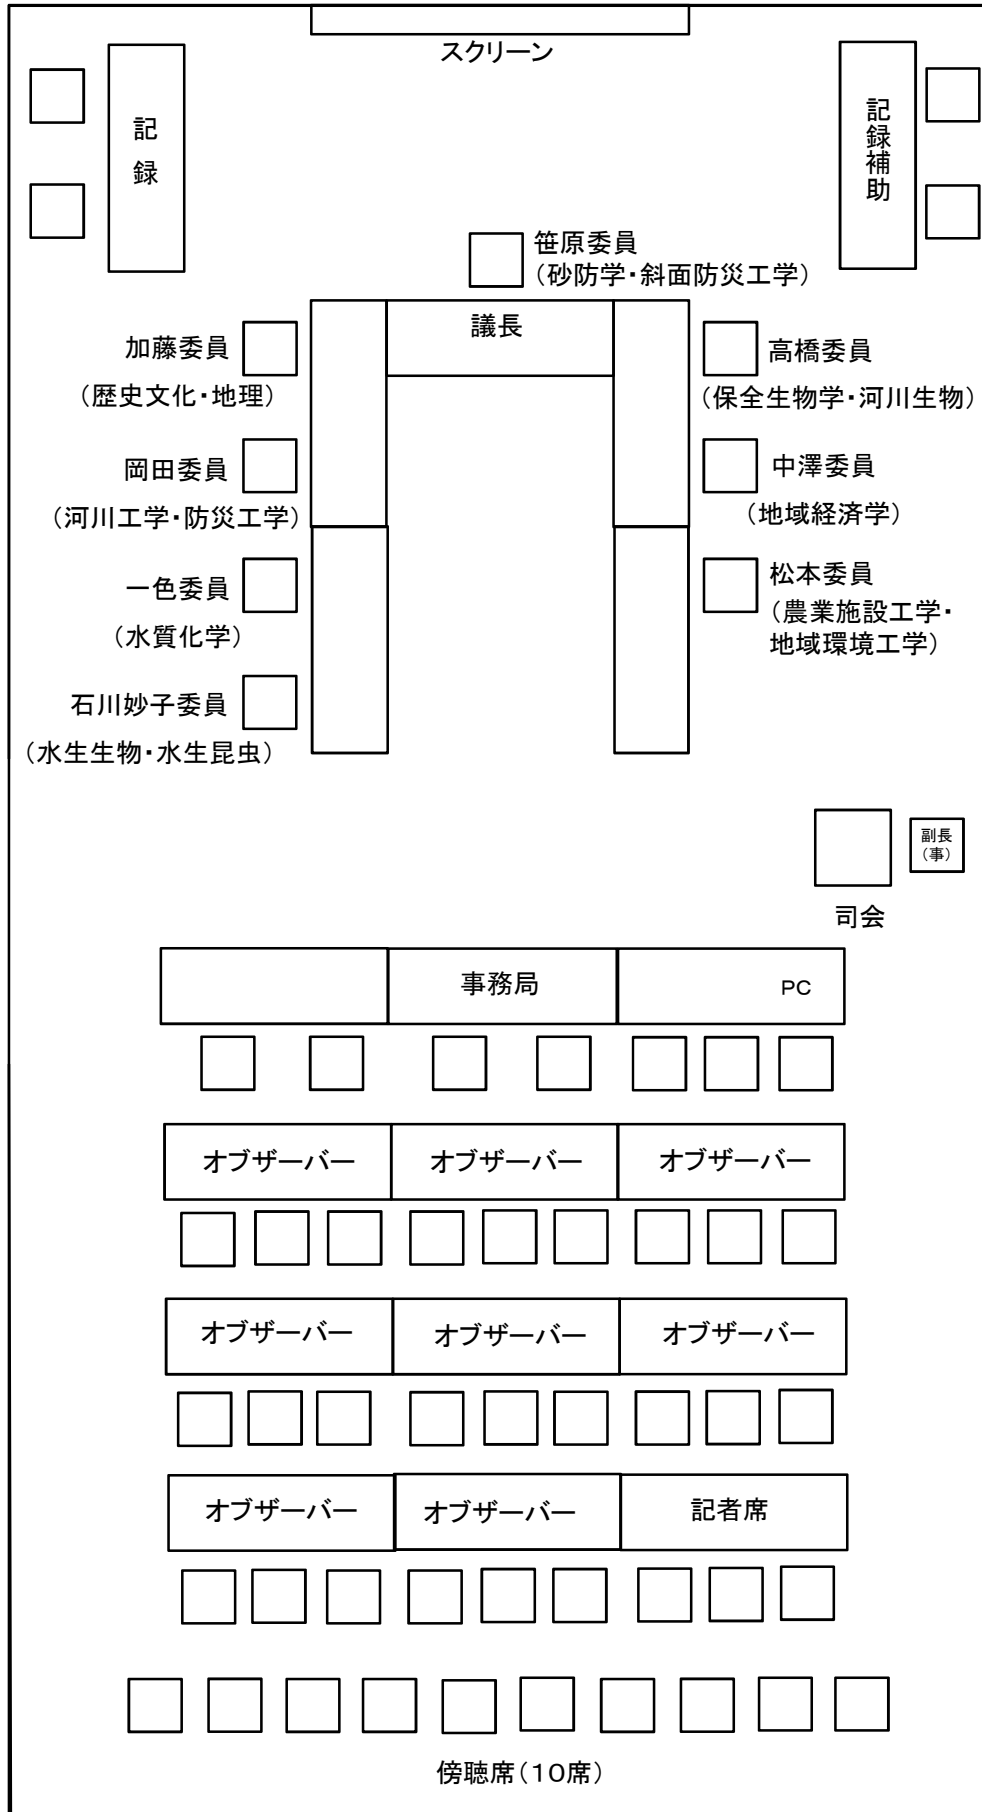 スクリーン
記録
記録補助
笹原委員
（砂防学・斜面防災工学）
議長
加藤委員
（歴史文化・地理）
高橋委員
（保全生物学・河川生物）
岡田委員
（河川工学・防災工学）
中澤委員
（地域経済学）
一色委員
（水質化学）
松本委員
（農業施設工学・
地域環境工学）
石川妙子委員
（水生生物・水生昆虫）
副長
（事）
司会
事務局
PC
オブザーバー
オブザーバー
オブザーバー
オブザーバー
オブザーバー
オブザーバー
オブザーバー
オブザーバー
記者席
傍聴席（10席）